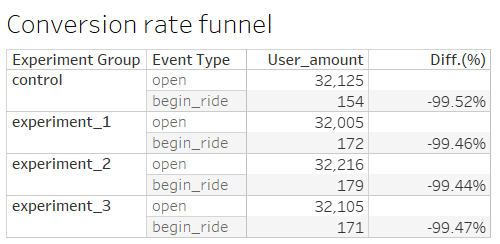 Conversion rate funnel
Experiment Group Event Type User_amount Diff.(%)
control open 32,125
begin_ride 154 -99.52%
experiment_1 open 32,005
begin_ride 172 -99.46%
experiment_2 open 32,216
begin_ride 179 -99.44%
experiment_3 open 32,105
begin_ride 171 -99.47%